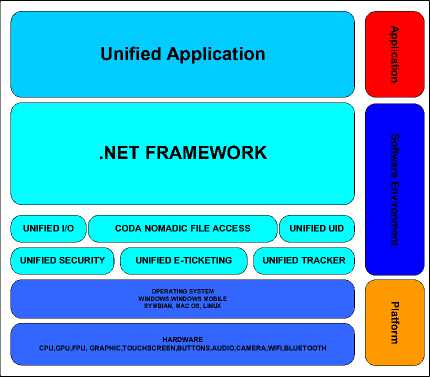 Unified Application
Application
.NET FRAMEWORK
Software Environment
UNIFIED I/O
CODA NOMADIC FILE ACCESS
UNIFIED UID
UNIFIED SECURITY
UNIFIED E-TICKETING
UNIFIED TRACKER
OPERATING SYSTEM
WINDOWS,WINDOWS MOBILE
SYMBIAN, MAC OS, LINUX
Platform
HARDWARE
CPU,GPU,FPU, GRAPHIC,TOUCHSCREEN,BUTTONS,AUDIO,CAMERA,WIFI,BLUETOOTH